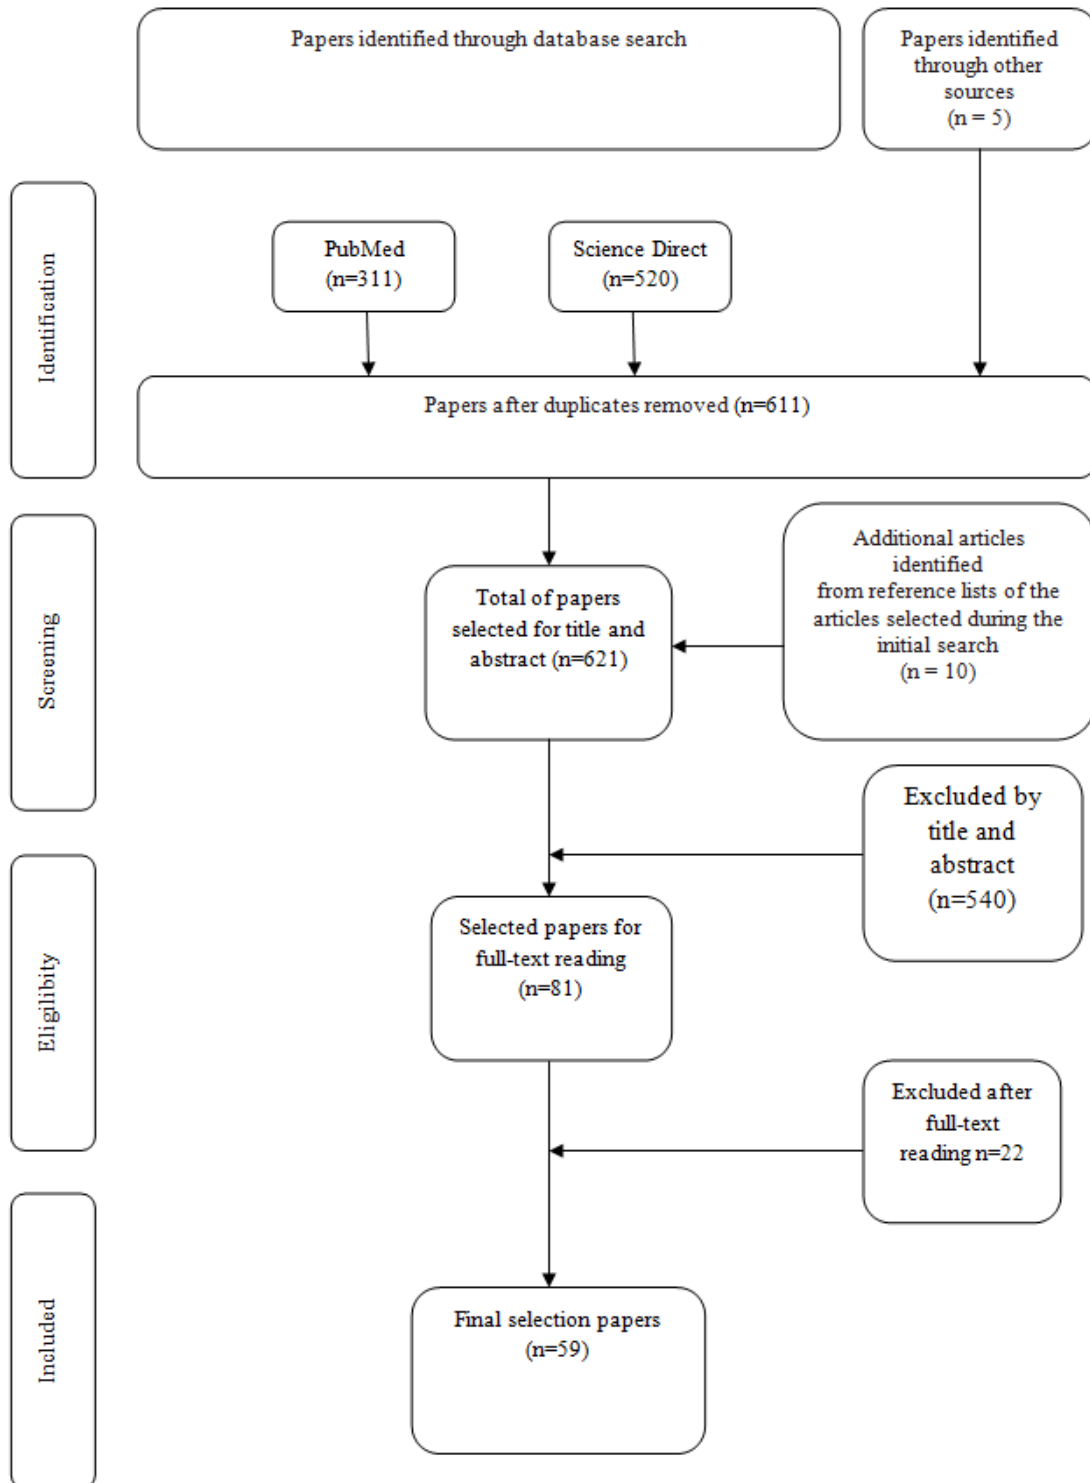 Papers identified through database search
Papers identified
through other
sources
(n = 5)
Identification
PubMed
(n=311)
Science Direct
(n=520)
Papers after duplicates removed (n=611)
Screening
Total of papers
selected for title and
abstract (n=621)
Additional articles
identified
from reference lists of the
articles selected during the
initial search
(n = 10)
Excluded by
title and
abstract
(n=540)
Eligilibity
Selected papers for
full-text reading
(n=81)
Excluded after
full-text
reading n=22
Included
Final selection papers
(n=59)